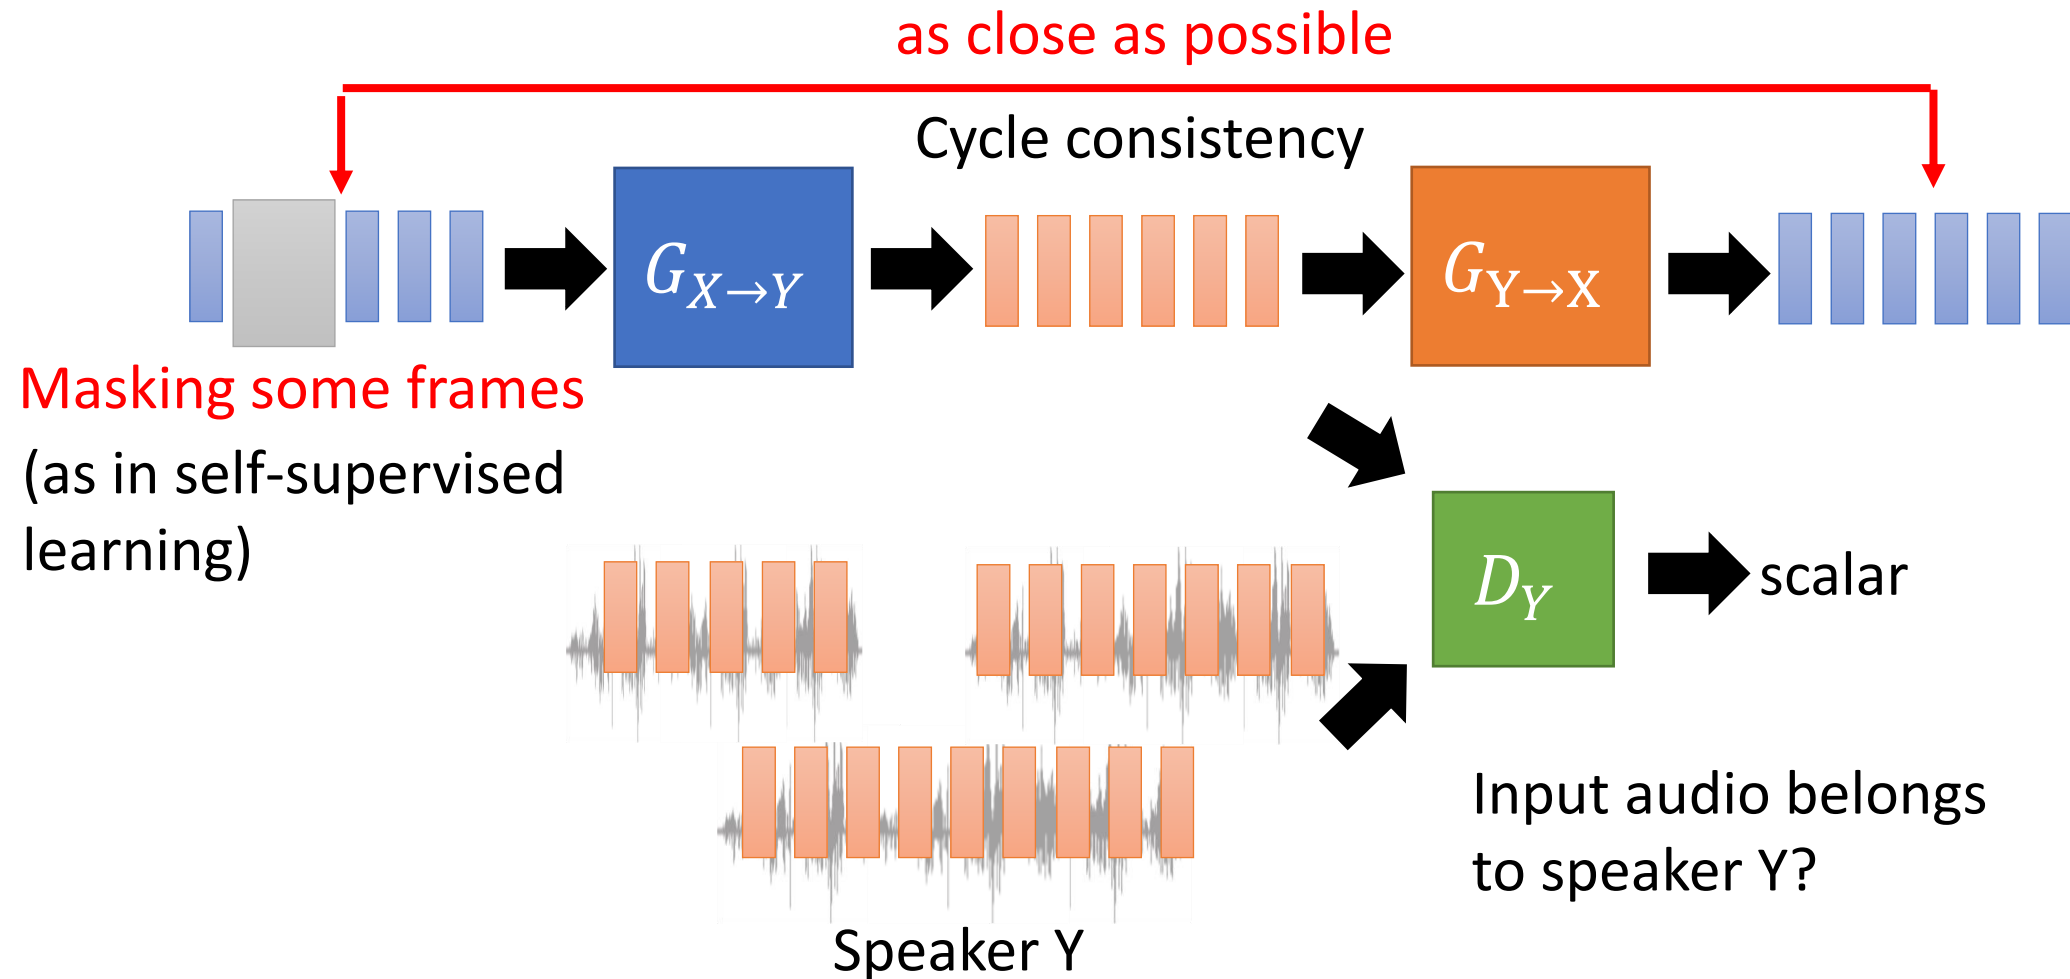 as close as possible
Cycle consistency
G_{X→Y}
G_{Y→X}
Masking some frames
(as in self-supervised
learning)
D_Y
scalar
Input audio belongs
to speaker Y?
Speaker Y